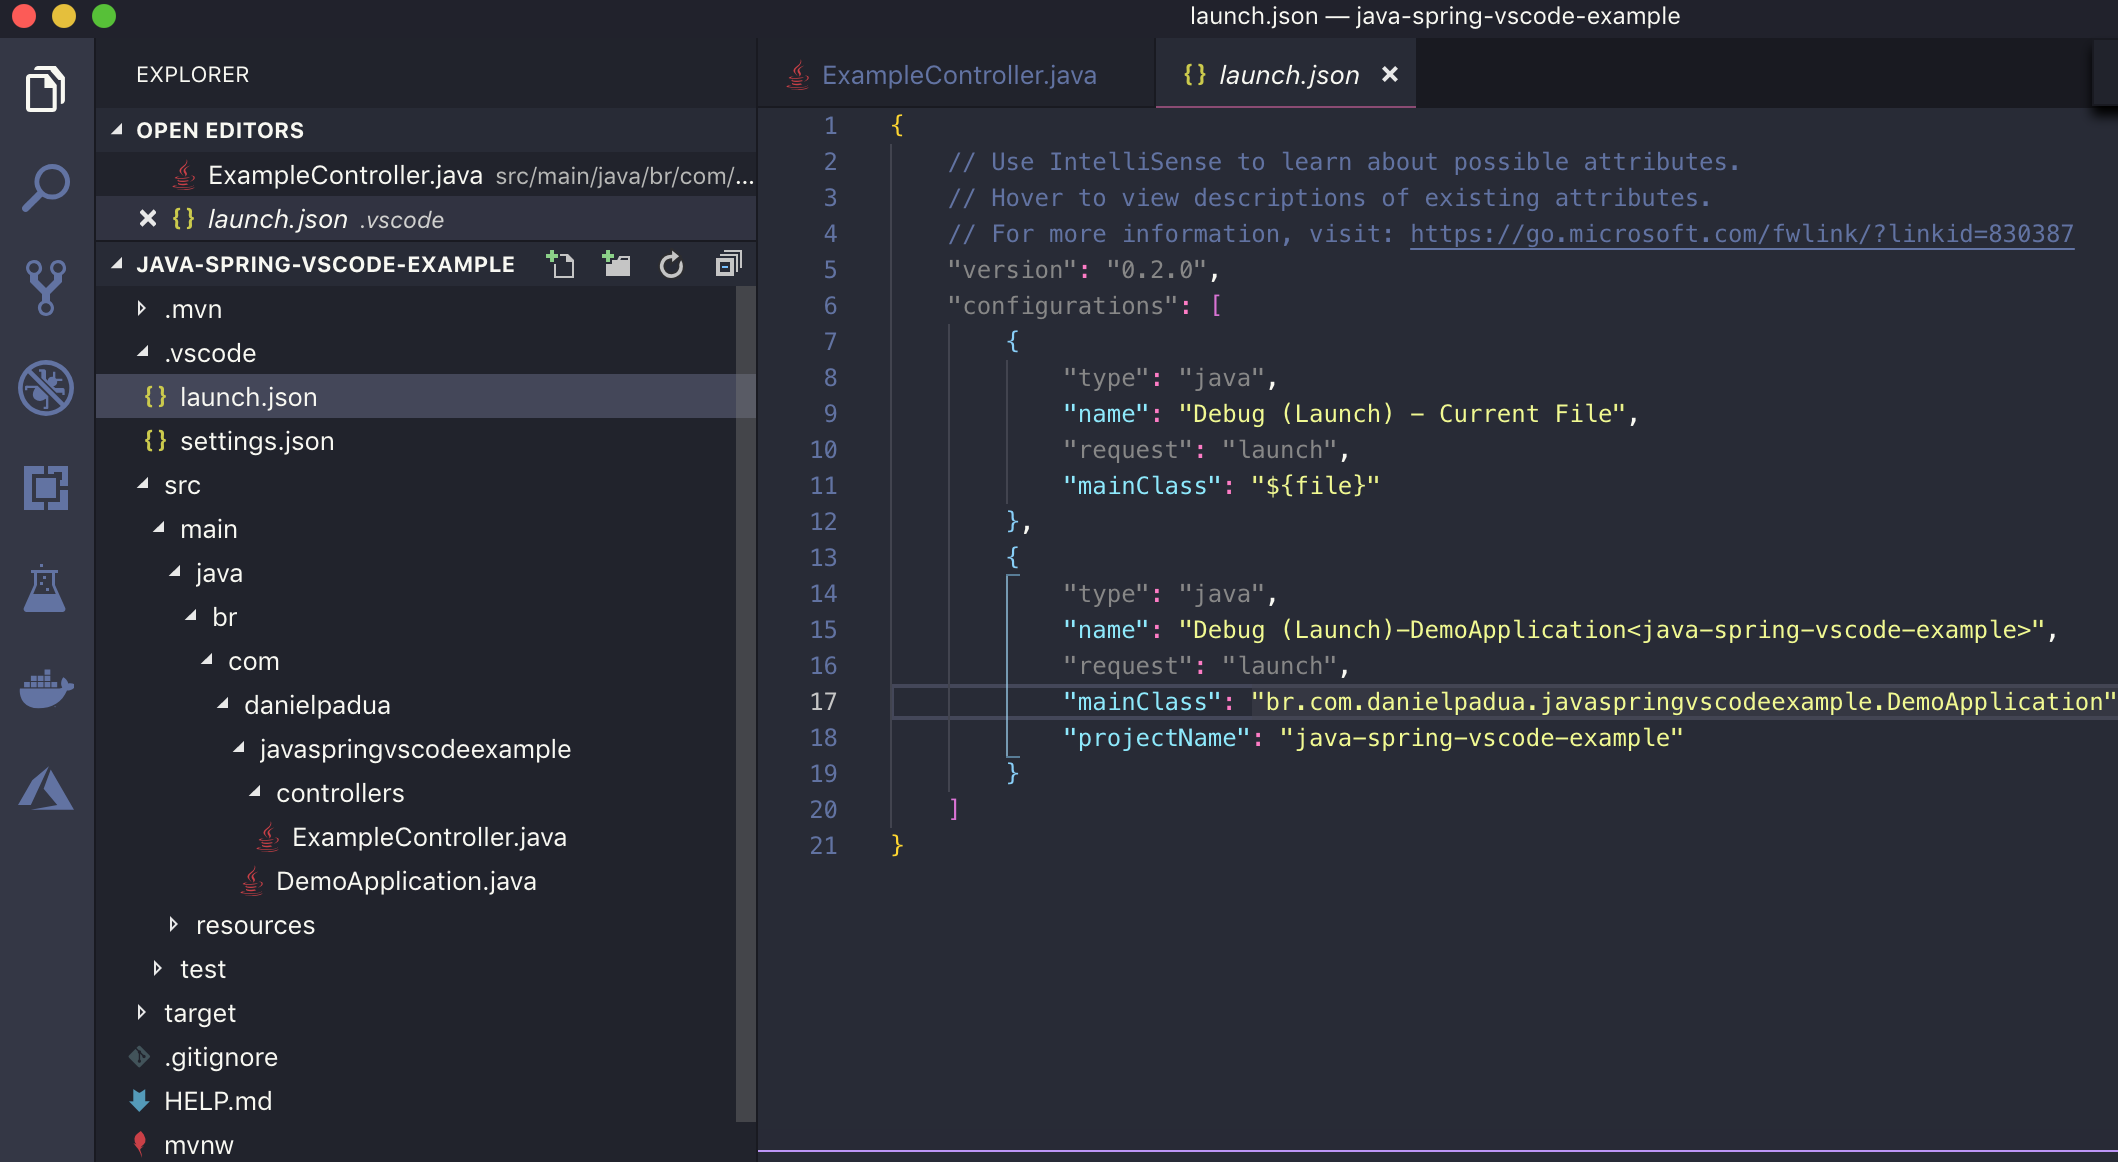 launch.json — java-spring-vscode-example
EXPLORER
OPEN EDITORS
ExampleController.java src/main/java/br/com/...
launch.json .vscode
JAVA-SPRING-VSCODE-EXAMPLE
.mvn
.vscode
{} launch.json
{} settings.json
src
main
java
br
com
danielpadua
javaspringvscodeexample
controllers
ExampleController.java
DemoApplication.java
resources
test
target
.gitignore
HELP.md
mvnw
ExampleController.java
{} launch.json
1 {
2 // Use IntelliSense to learn about possible attributes.
3 // Hover to view descriptions of existing attributes.
4 // For more information, visit: https://go.microsoft.com/fwlink/?linkid=830387
5 "version": "0.2.0",
6 "configurations": [
7 {
8 "type": "java",
9 "name": "Debug (Launch) - Current File",
10 "request": "launch",
11 "mainClass": "${file}"
12 },
13 {
14 "type": "java",
15 "name": "Debug (Launch)-DemoApplication<java-spring-vscode-example>",
16 "request": "launch",
17 "mainClass": "br.com.danielpadua.javaspringvscodeexample.DemoApplication"
18 "projectName": "java-spring-vscode-example"
19 }
20 ]
21 }